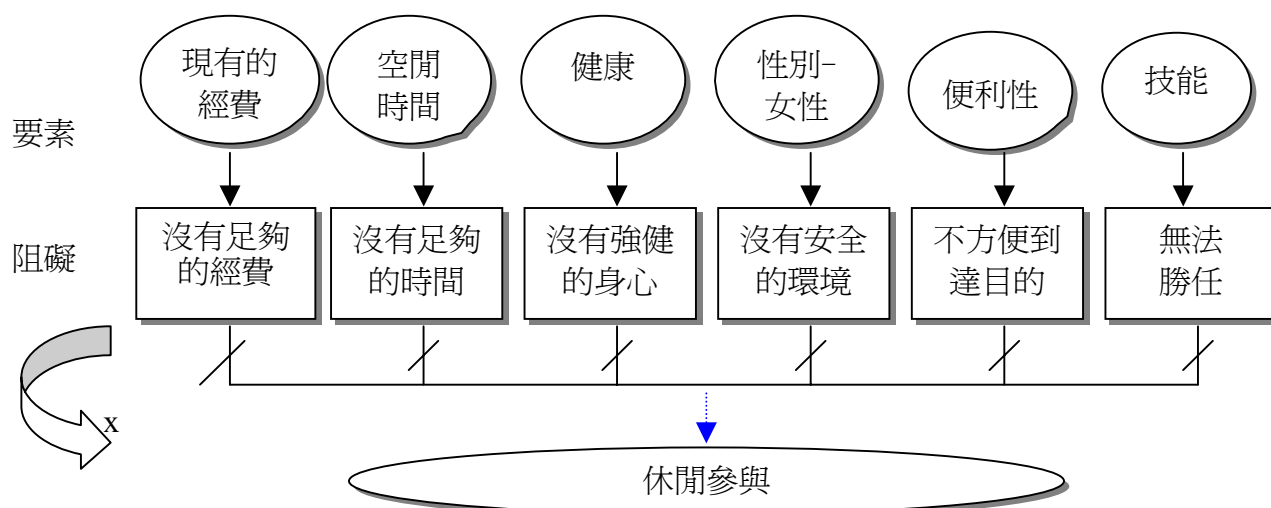 現有的
經費
空閒
時間
健康
性別-
女性
便利性
技能
要素
沒有足夠
的經費
沒有足夠
的時間
沒有強健
的身心
沒有安全
的環境
不方便到
達目的
無法
勝任
阻礙
x
休閒參與